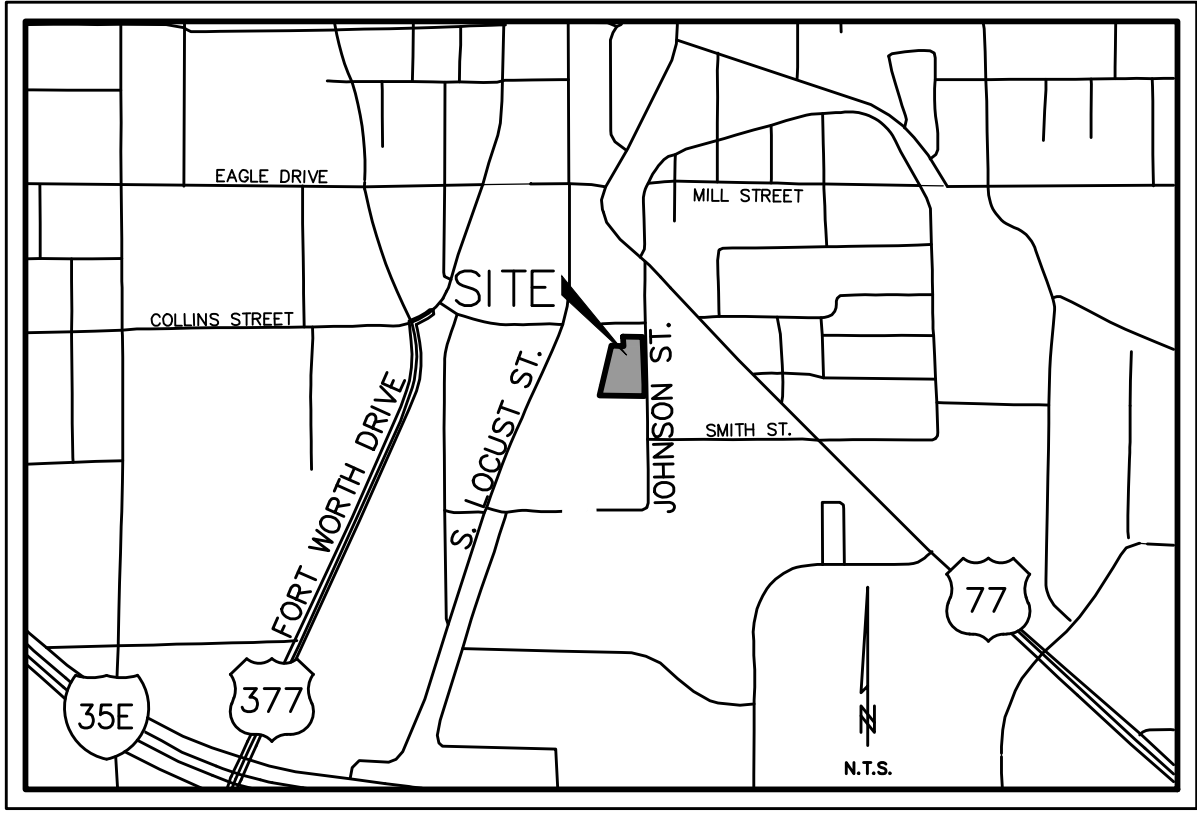 EAGLE DRIVE
MILL STREET
SITE
COLLINS STREET
JOHNSON ST.
S. LOCUST ST.
FORT WORTH DRIVE
SMITH ST.
77
377
35E
N
N.T.S.